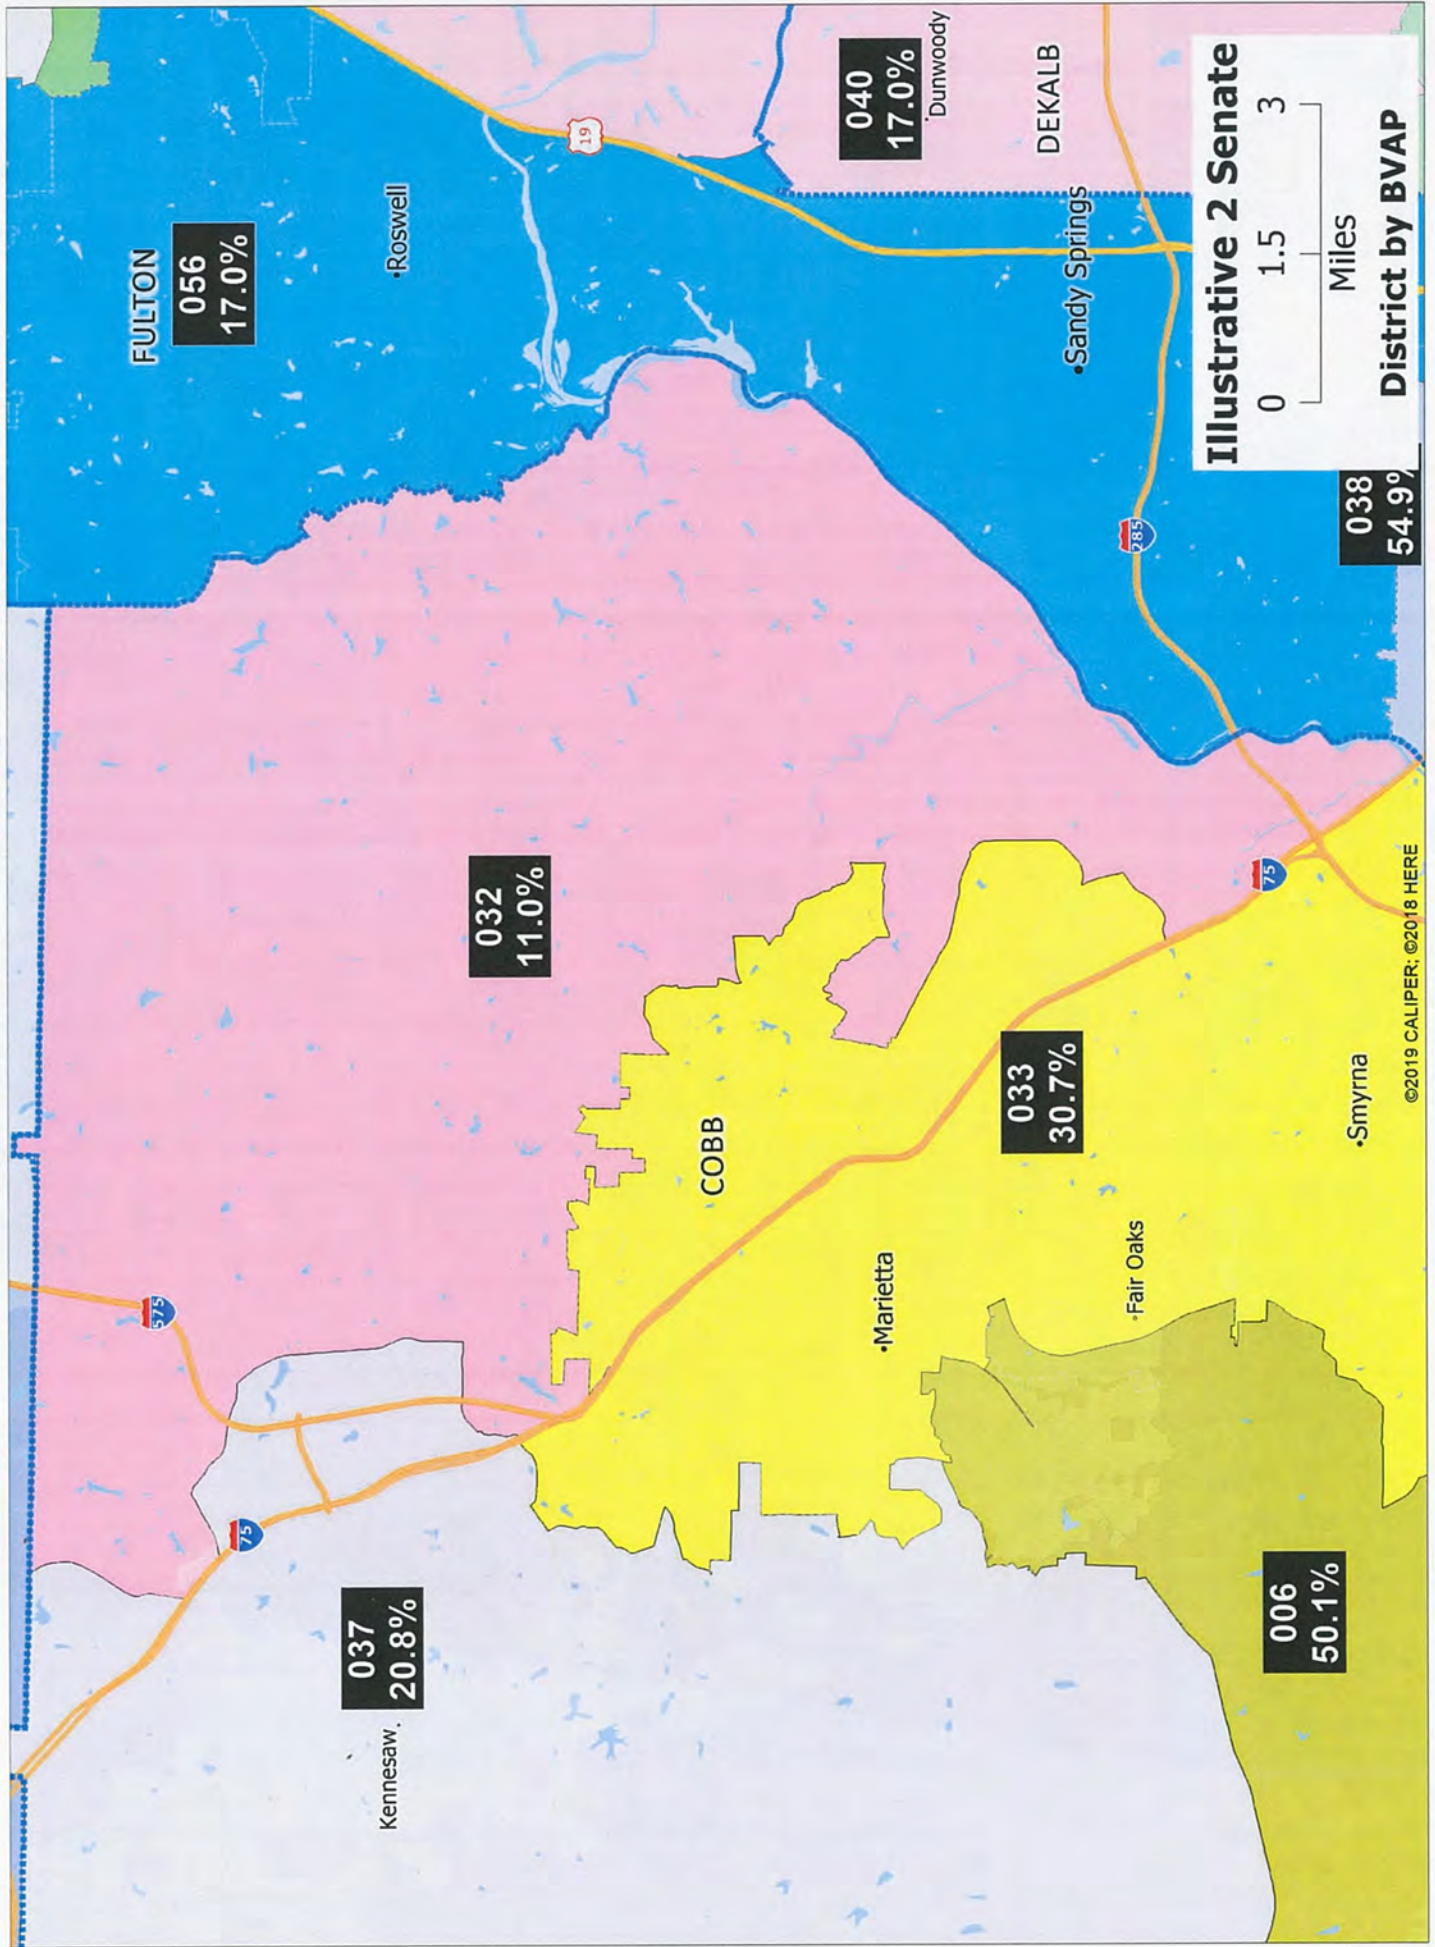 FULTON
575
056
17.0%
75
037
20.8%
Kennesaw
Roswell
032
11.0%
19
COBB
040
17.0%
Marietta
Dunwoody
033
30.7%
DEKALB
Sandy Springs
Fair Oaks
285
Illustrative 2 Senate
75
0 1.5 3
Miles
006
50.1%
Smyrna
038
54.9%
District by BVAP
©2019 CALIPER; ©2018 HERE